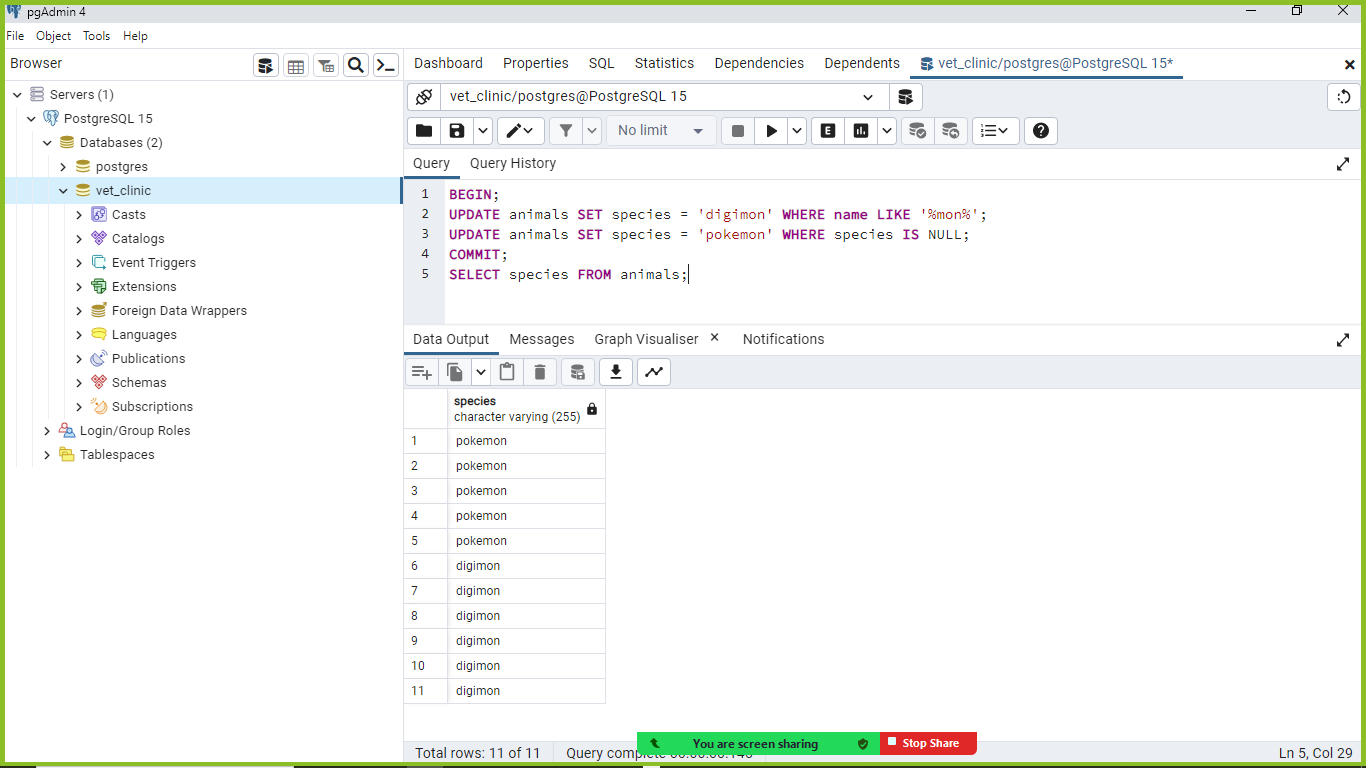 pgAdmin 4
File Object Tools Help
Browser
Dashboard Properties SQL Statistics Dependencies Dependents vet_clinic/postgres@PostgreSQL 15*
Servers (1)
PostgreSQL 15
Databases (2)
postgres
vet_clinic
Casts
Catalogs
Event Triggers
Extensions
Foreign Data Wrappers
Languages
Publications
Schemas
Subscriptions
Login/Group Roles
Tablespaces
vet_clinic/postgres@PostgreSQL 15
No limit
E
Query Query History
1 BEGIN;
2 UPDATE animals SET species = 'digimon' WHERE name LIKE '%mon%';
3 UPDATE animals SET species = 'pokemon' WHERE species IS NULL;
4 COMMIT;
5 SELECT species FROM animals;
Data Output Messages Graph Visualiser Notifications
species
character varying (255)
1 pokemon
2 pokemon
3 pokemon
4 pokemon
5 pokemon
6 digimon
7 digimon
8 digimon
9 digimon
10 digimon
11 digimon
Total rows: 11 of 11 Query complete
You are screen sharing Stop Share
Ln 5, Col 29